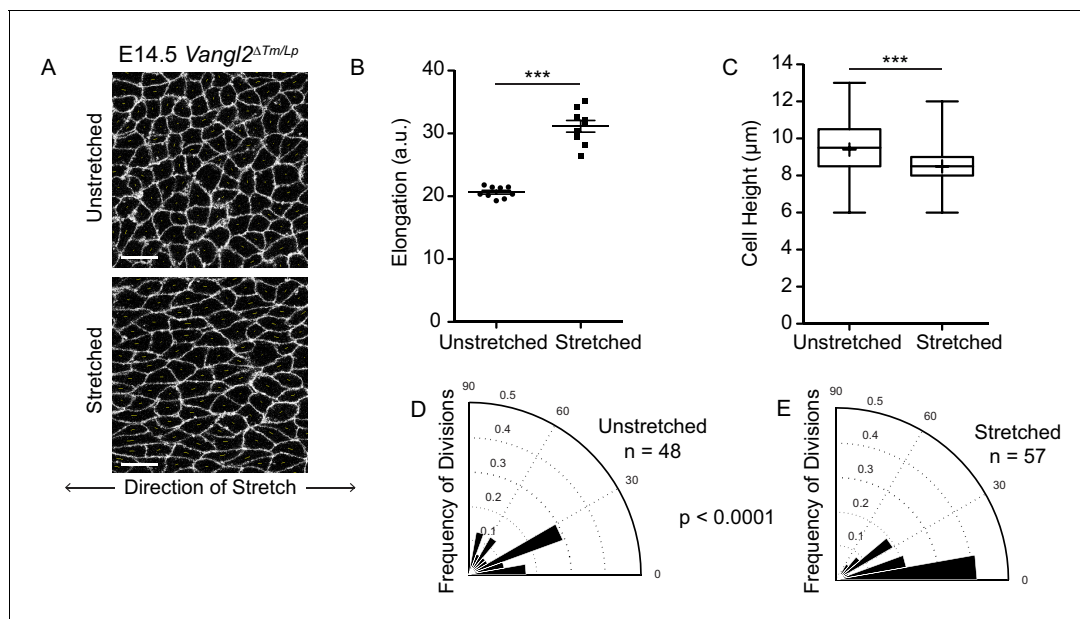 A
E14.5 Vangl2ΔTm/Lp
Unstretched
Stretched
Direction of Stretch
B
***
Elongation (a.u.)
40
30
20
10
0
Unstretched Stretched
C
***
Cell Height (µm)
14
12
10
8
6
4
2
0
Unstretched Stretched
D
Frequency of Divisions
90
0.5
0.4
0.3
0.2
0.1
60
30
0
Unstretched
n = 48
p < 0.0001
E
Frequency of Divisions
90
0.5
0.4
0.3
0.2
0.1
60
30
0
Stretched
n = 57